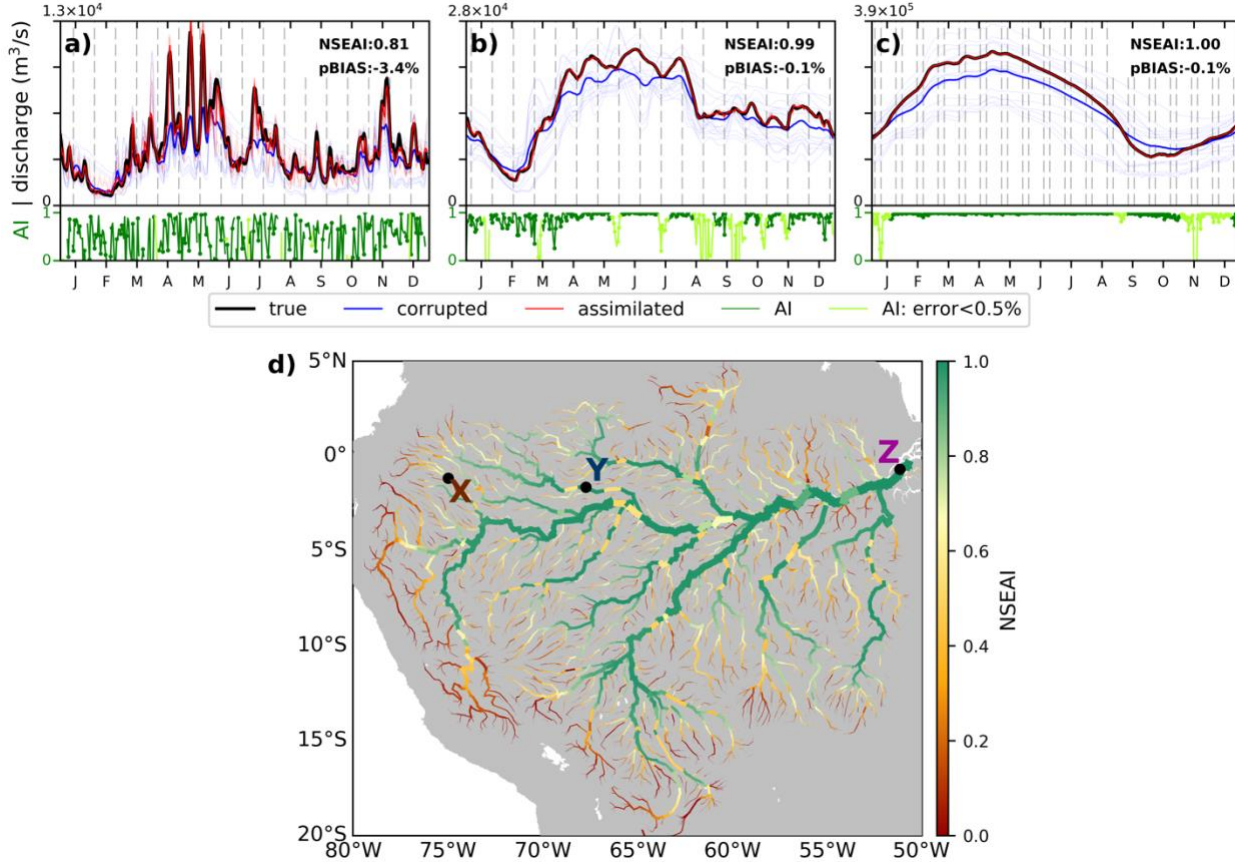 1.3×10⁴
2.8×10⁴
3.9×10⁵
a)
NSEAI:0.81
pBIAS:-3.4%
b)
NSEAI:0.99
pBIAS:-0.1%
c)
NSEAI:1.00
pBIAS:-0.1%
AI | discharge (m³/s)
0
0
0
1
1
1
0
0
0
J F M A M J J A S O N D
J F M A M J J A S O N D
J F M A M J J A S O N D
true corrupted assimilated AI AI: error<0.5%
d)
5°N
0°
5°S
10°S
15°S
20°S
80°W 75°W 70°W 65°W 60°W 55°W 50°W
X
Y
Z
1.0
0.8
0.6
0.4
0.2
0.0
NSEAI